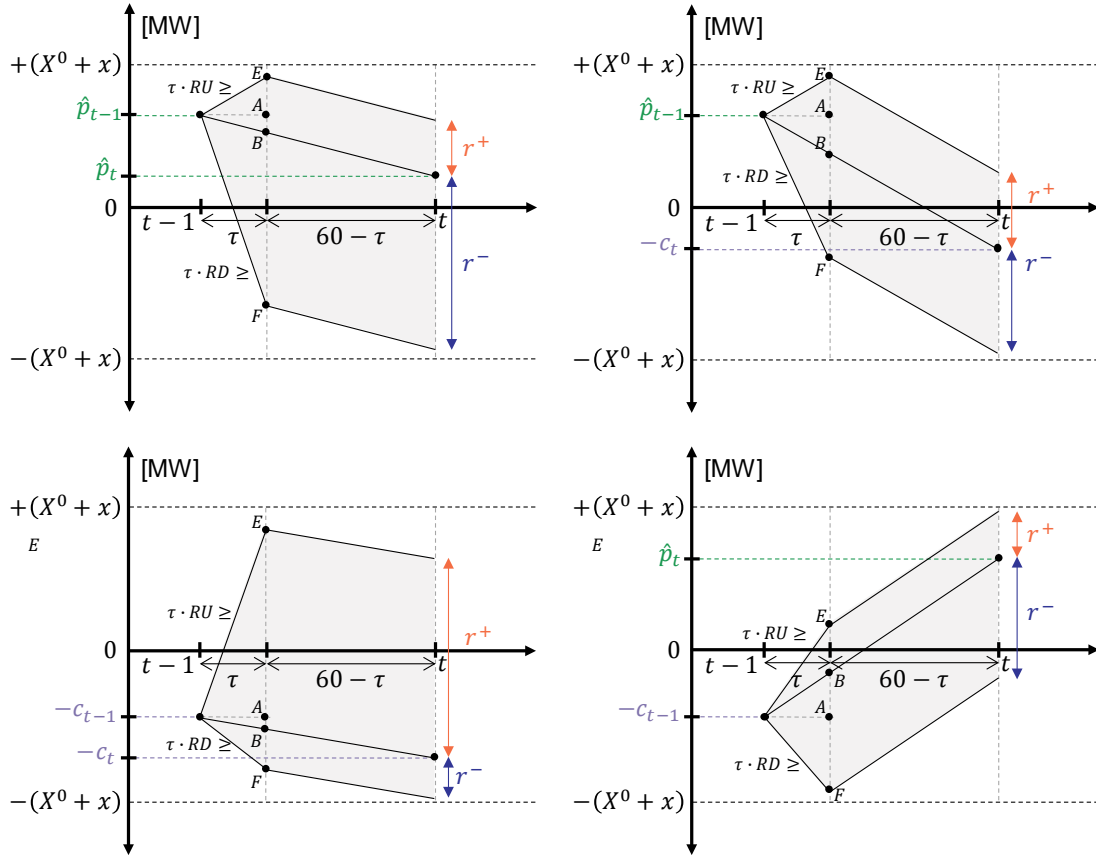 [MW]
+(X⁰ + x)
E
τ · RU ≥
p̂ₜ₋₁
A
B
r⁺
p̂ₜ
0
t − 1
τ
60 − τ
t
τ · RD ≥
r⁻
F
−(X⁰ + x)
[MW]
+(X⁰ + x)
E
τ · RU ≥
p̂ₜ₋₁
A
B
τ · RD ≥
r⁺
0
t − 1
τ
60 − τ
t
−cₜ
F
r⁻
−(X⁰ + x)
[MW]
+(X⁰ + x)
E
E
τ · RU ≥
r⁺
0
t − 1
τ
60 − τ
t
−cₜ₋₁
A
B
τ · RD ≥
−cₜ
F
r⁻
−(X⁰ + x)
[MW]
+(X⁰ + x)
E
r⁺
p̂ₜ
E
r⁻
τ · RU ≥
0
t − 1
τ
B
60 − τ
t
−cₜ₋₁
A
τ · RD ≥
F
−(X⁰ + x)